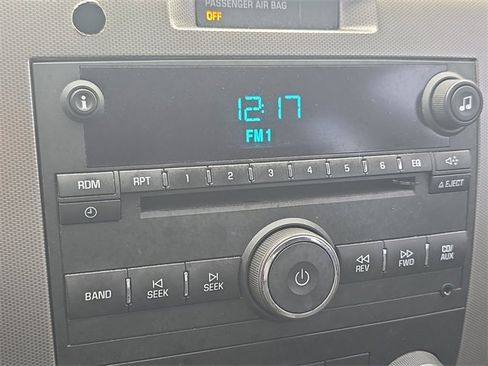 PASSENGER AIR BAG
OFF
i
12:17
FM1
RDM RPT 1 2 3 4 5 6 EQ
EJECT
BAND SEEK SEEK REV FWD CD/
AUX